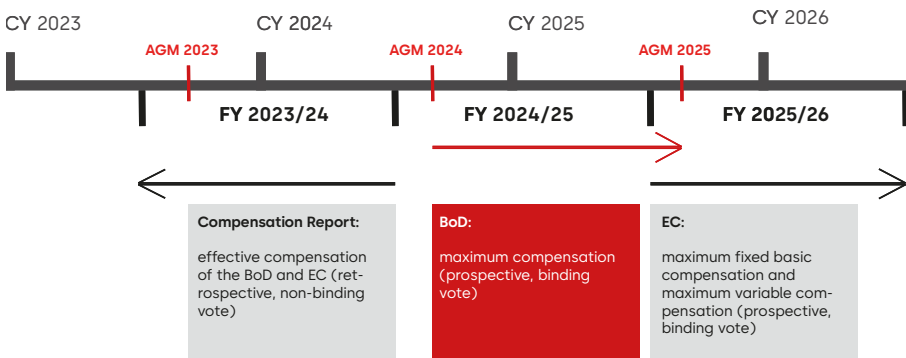 CY 2023
CY 2024
CY 2025
CY 2026
AGM 2023
AGM 2024
AGM 2025
FY 2023/24
FY 2024/25
FY 2025/26
Compensation Report:
effective compensation
of the BoD and EC (ret-
rospective, non-binding
vote)
BoD:
maximum compensation
(prospective, binding
vote)
EC:
maximum fixed basic
compensation and
maximum variable com-
pensation (prospective,
binding vote)